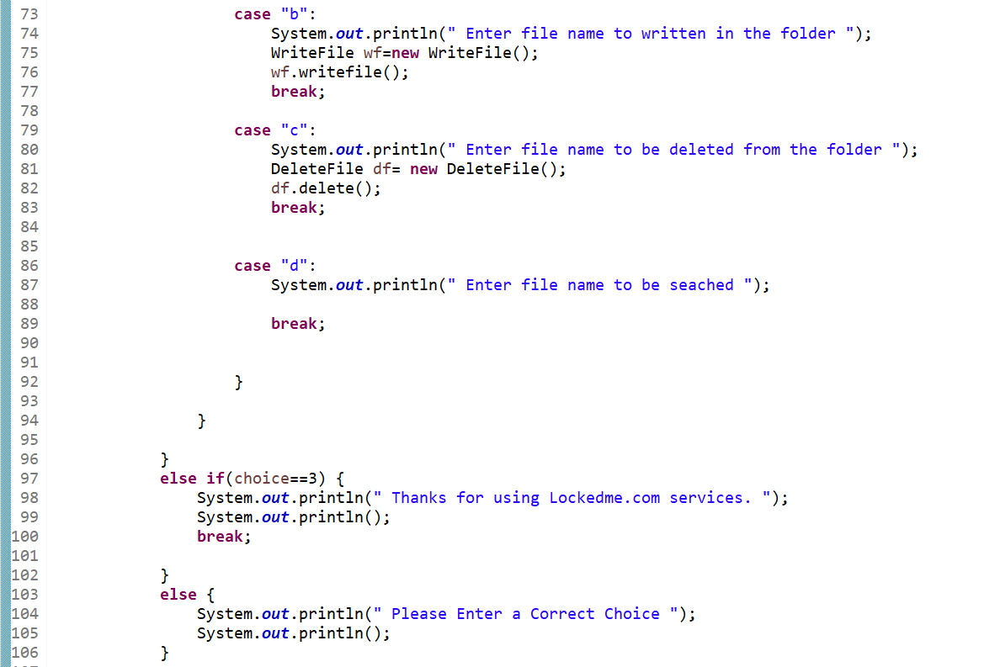 73                     case "b":
74                         System.out.println(" Enter file name to written in the folder ");
75                         WriteFile wf=new WriteFile();
76                         wf.writefile();
77                         break;
78
79                     case "c":
80                         System.out.println(" Enter file name to be deleted from the folder ");
81                         DeleteFile df= new DeleteFile();
82                         df.delete();
83                         break;
84
85
86                     case "d":
87                         System.out.println(" Enter file name to be seached ");
88
89                         break;
90
91
92                     }
93
94                 }
95
96             }
97             else if(choice==3) {
98                 System.out.println(" Thanks for using Lockedme.com services. ");
99                 System.out.println();
100                 break;
101
102             }
103             else {
104                 System.out.println(" Please Enter a Correct Choice ");
105                 System.out.println();
106             }